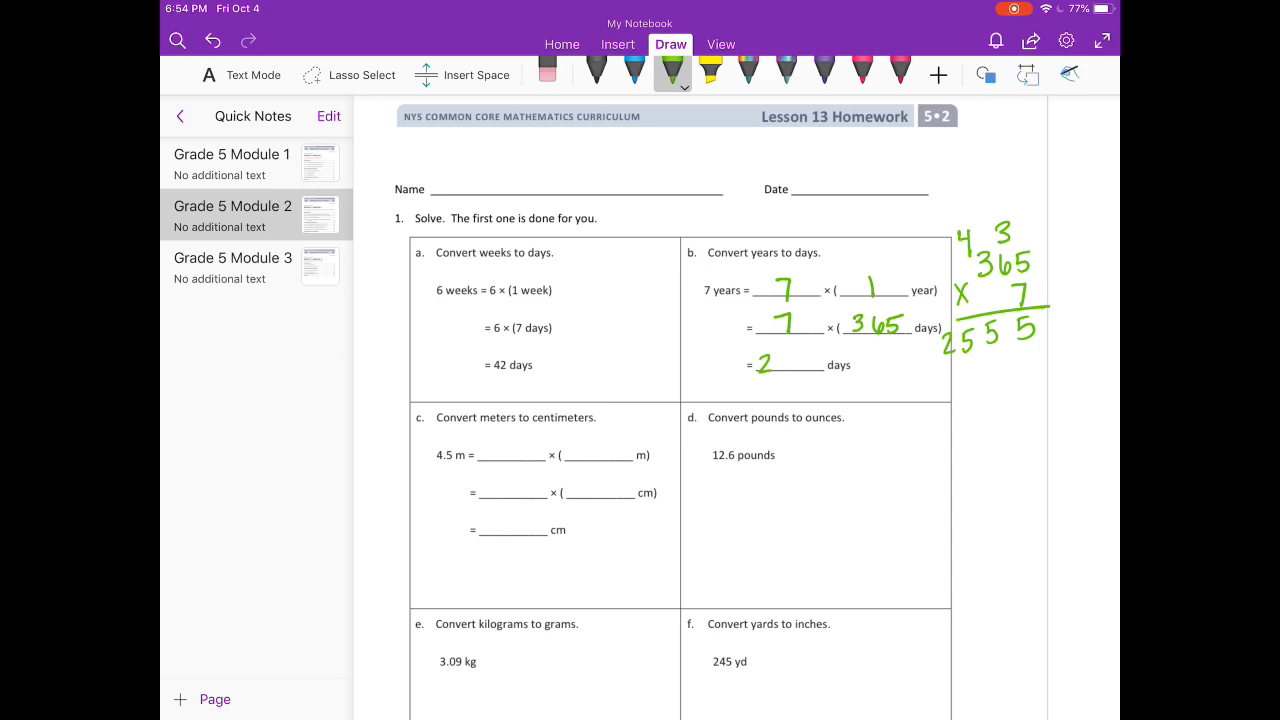 6:54 PM Fri Oct 4
77%
My Notebook
Home Insert Draw View
A Text Mode Lasso Select Insert Space
Quick Notes Edit
Grade 5 Module 1
No additional text
Grade 5 Module 2
No additional text
Grade 5 Module 3
No additional text
+ Page
NYS COMMON CORE MATHEMATICS CURRICULUM Lesson 13 Homework 5•2
Name Date
1. Solve. The first one is done for you.
a. Convert weeks to days.
6 weeks = 6 × (1 week)
= 6 × (7 days)
= 42 days
b. Convert years to days.
7 years = 7 × ( 1 year)
= 7 × ( 365 days)
= 2 days
4 3
365
X 7
2555
c. Convert meters to centimeters.
4.5 m = __________ × ( __________ m)
= __________ × ( __________ cm)
= __________ cm
d. Convert pounds to ounces.
12.6 pounds
e. Convert kilograms to grams.
3.09 kg
f. Convert yards to inches.
245 yd